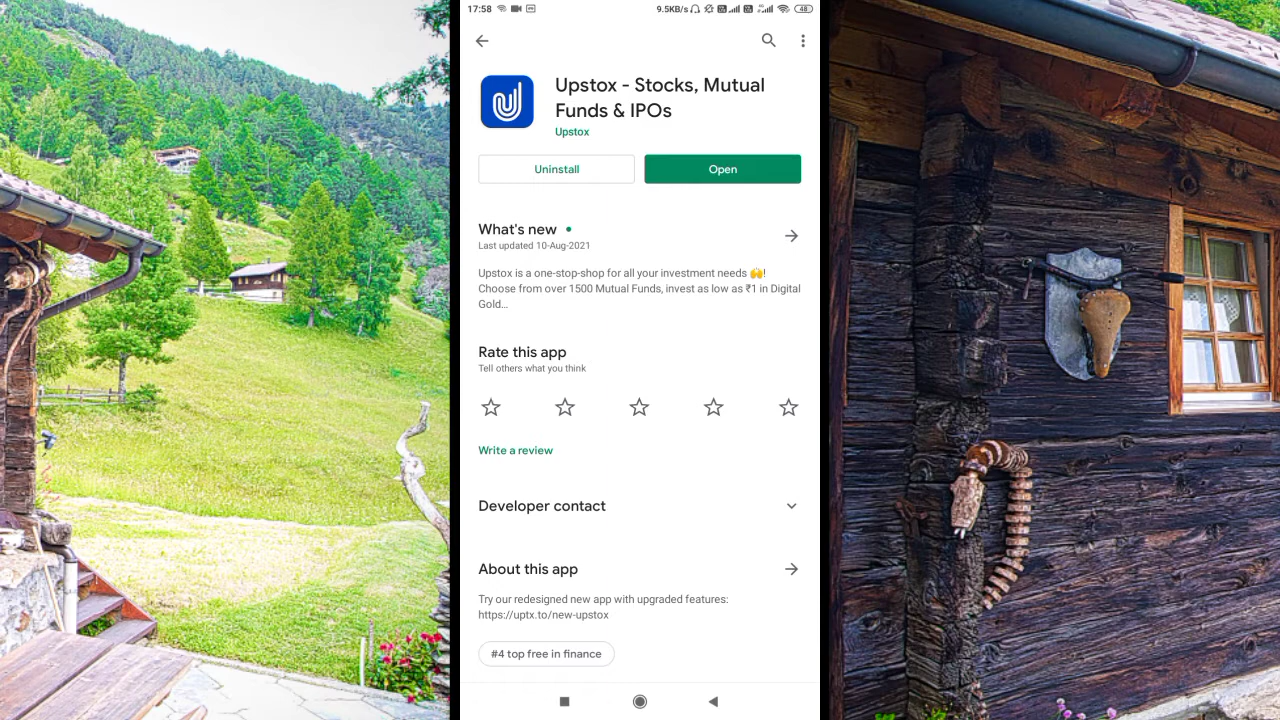 17:58
9.5KB/s
48
Upstox - Stocks, Mutual
Funds & IPOs
Upstox
Uninstall
Open
What's new
Last updated 10-Aug-2021
Upstox is a one-stop-shop for all your investment needs 🙌!
Choose from over 1500 Mutual Funds, invest as low as ₹1 in Digital
Gold...
Rate this app
Tell others what you think
Write a review
Developer contact
About this app
Try our redesigned new app with upgraded features:
https://uptx.to/new-upstox
#4 top free in finance